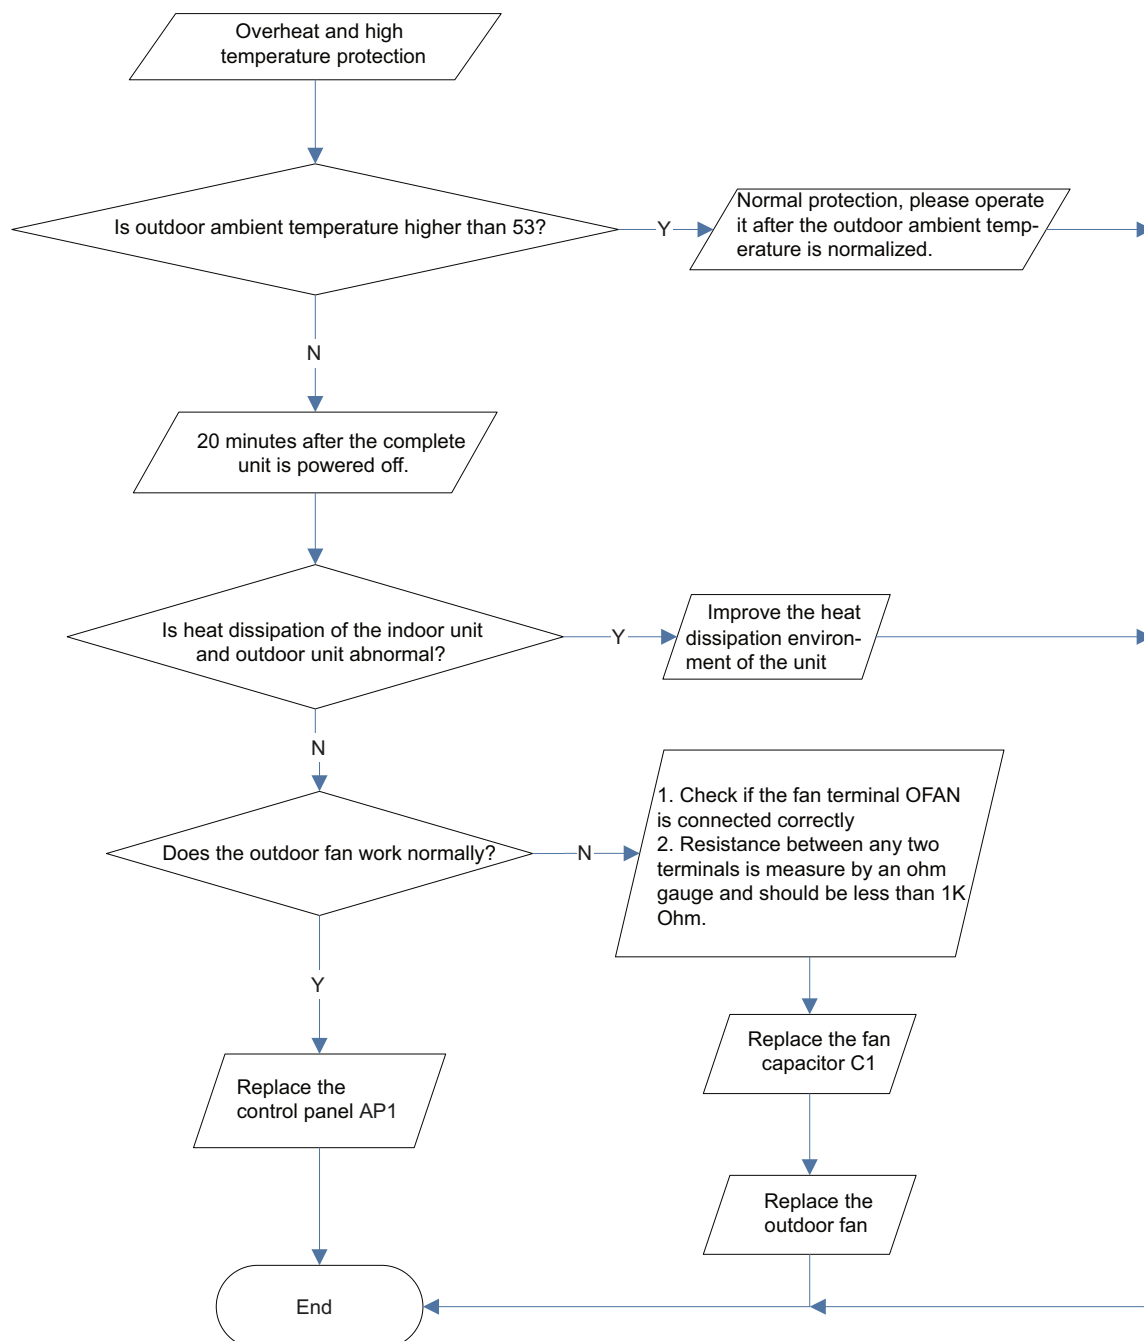 Overheat and high
temperature protection
Is outdoor ambient temperature higher than 53?
Y
Normal protection, please operate
it after the outdoor ambient temp-
erature is normalized.
N
20 minutes after the complete
unit is powered off.
Is heat dissipation of the indoor unit
and outdoor unit abnormal?
Y
Improve the heat
dissipation environ-
ment of the unit
N
Does the outdoor fan work normally?
N
1. Check if the fan terminal OFAN
is connected correctly
2. Resistance between any two
terminals is measure by an ohm
gauge and should be less than 1K
Ohm.
Y
Replace the fan
capacitor C1
Replace the
control panel AP1
Replace the
outdoor fan
End